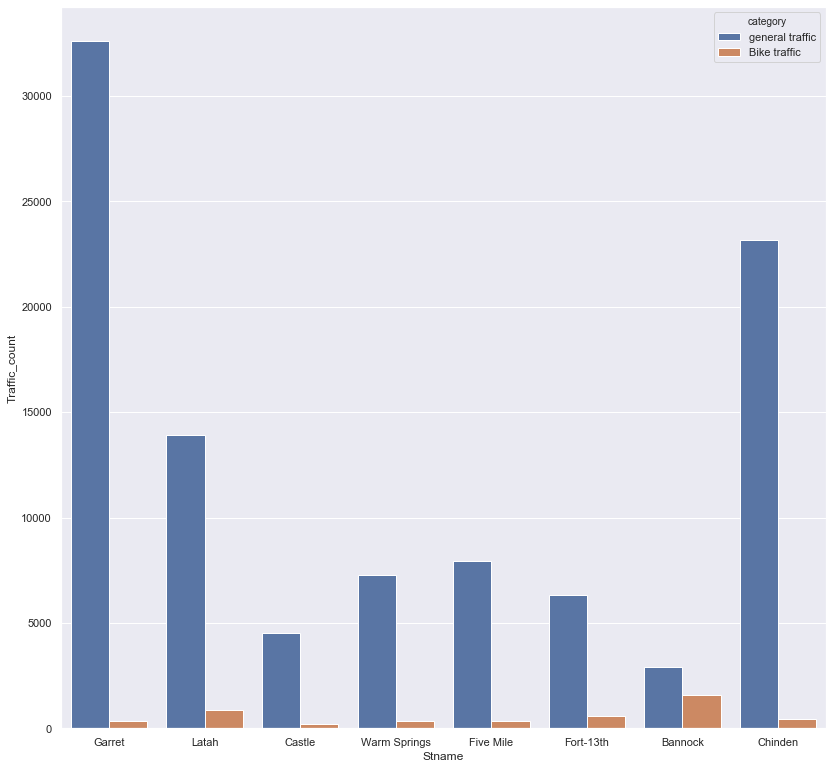 category
general traffic
Bike traffic
Traffic_count
30000
25000
20000
15000
10000
5000
0
Garret
Latah
Castle
Warm Springs
Five Mile
Fort-13th
Bannock
Chinden
Stname